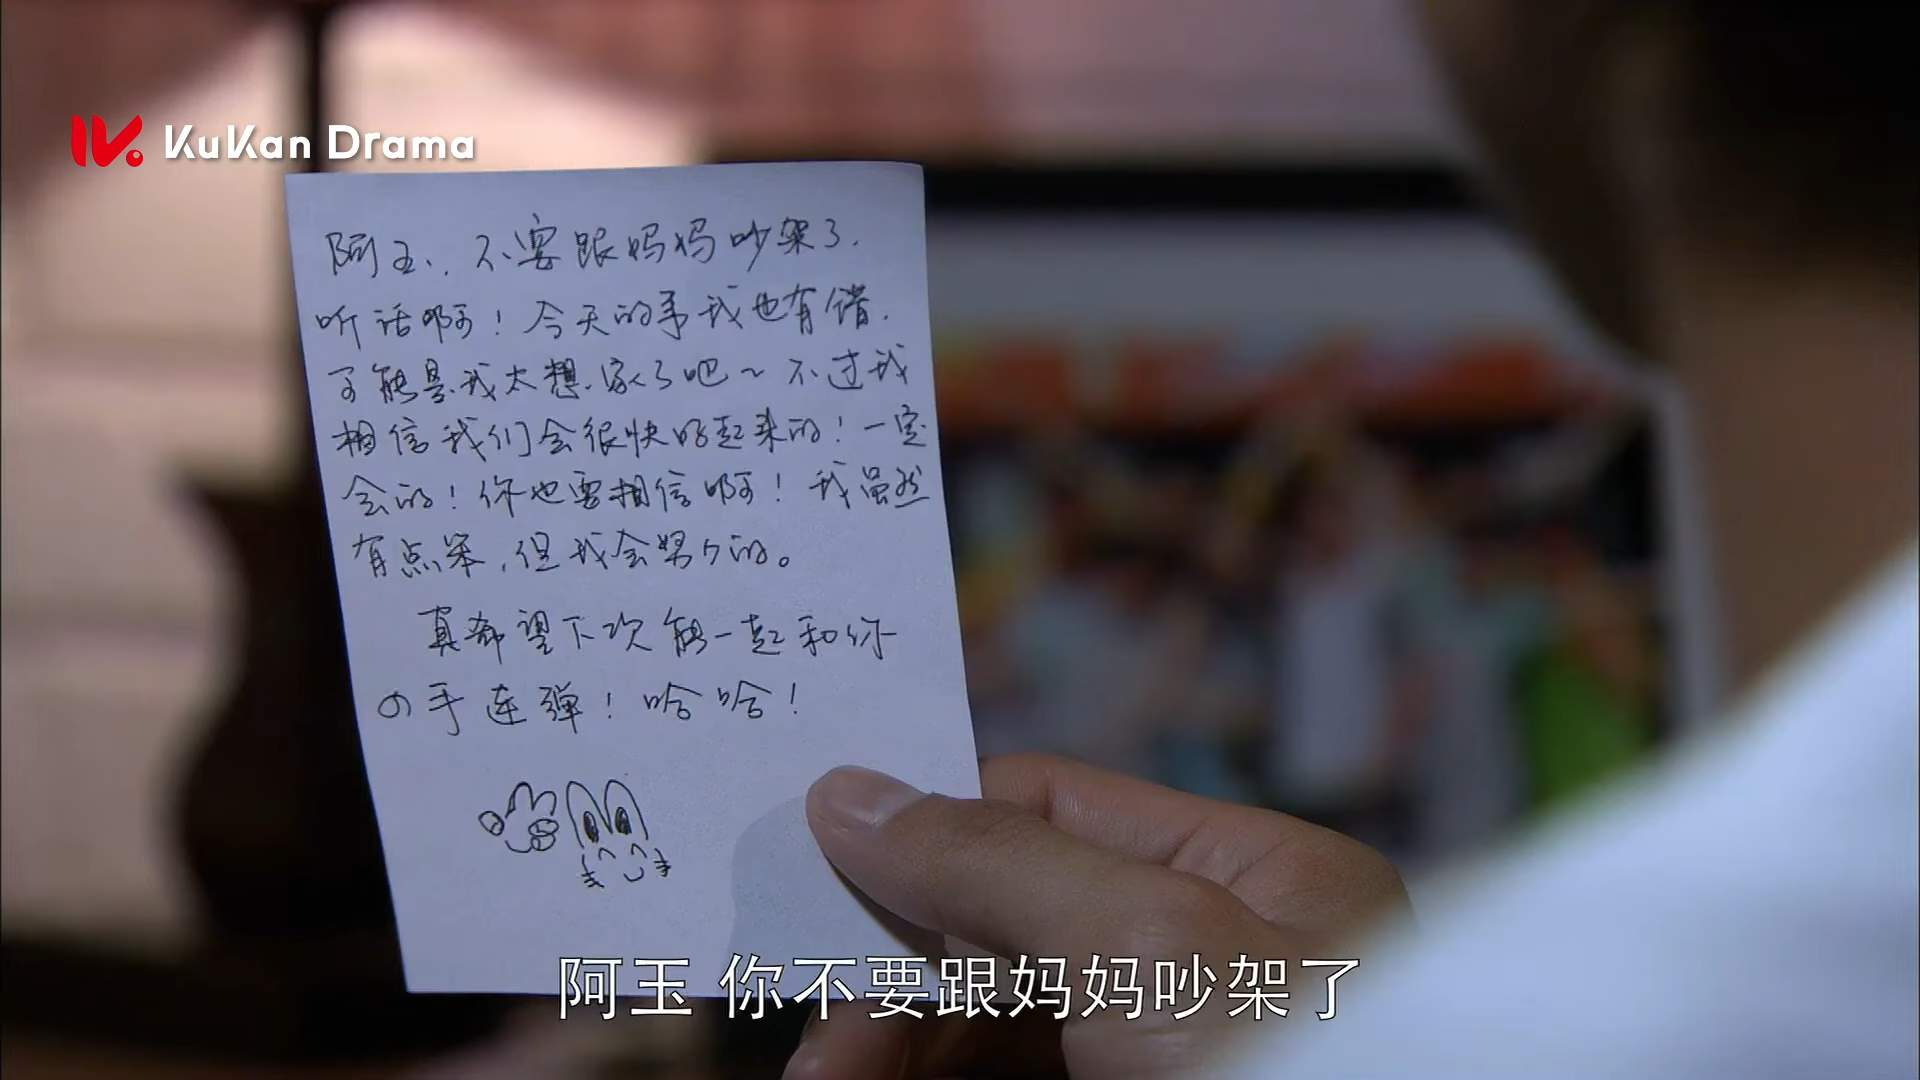 KuKan Drama
阿玉，不要跟妈妈吵架了．
听话啊！今天的事我也有错．
可能是我太想家了吧～不过我
相信我们会很快好起来的！一定
会的！你也要相信啊！我虽然
有点笨，但我会努力的。
真希望下次能一起和你
の手连弹！哈哈！
阿玉 你不要跟妈妈吵架了